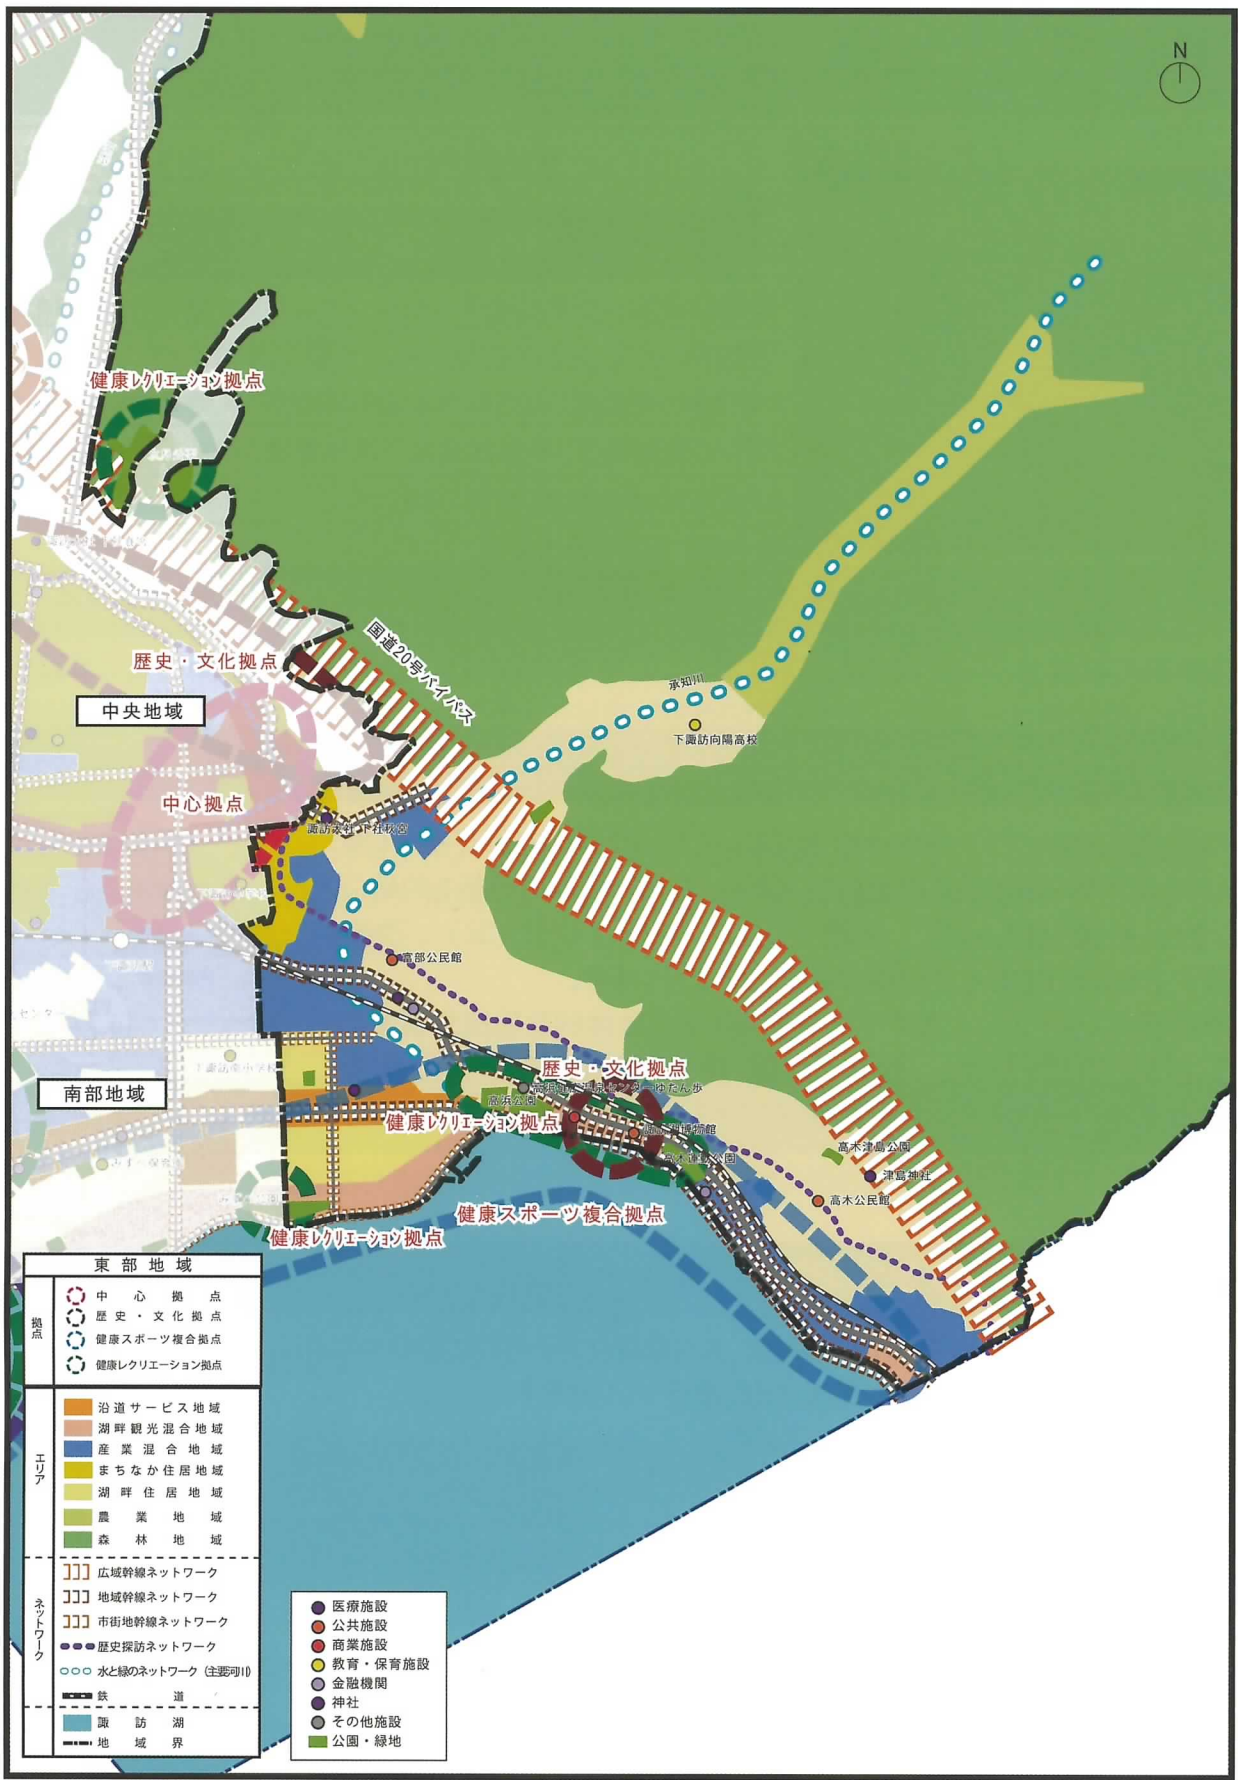 N
健康レクリエーション拠点
国道20号バイパス
歴史・文化拠点
承知川
中央地域
下諏訪向陽高校
中心拠点
諏訪大社下社秋宮
富部公民館
南部地域
歴史・文化拠点
高浜公園
健康レクリエーション拠点
高木津島公園
津島神社
高木公民館
健康スポーツ複合拠点
健康レクリエーション拠点
東部地域
拠点
中心拠点
歴史・文化拠点
健康スポーツ複合拠点
健康レクリエーション拠点
エリア
沿道サービス地域
湖畔観光混合地域
産業混合地域
まちなか住居地域
湖畔住居地域
農業地域
森林地域
ネットワーク
広域幹線ネットワーク
地域幹線ネットワーク
市街地幹線ネットワーク
歴史探訪ネットワーク
水と緑のネットワーク（主要河川）
鉄道
諏訪湖
地域界
医療施設
公共施設
商業施設
教育・保育施設
金融機関
神社
その他施設
公園・緑地